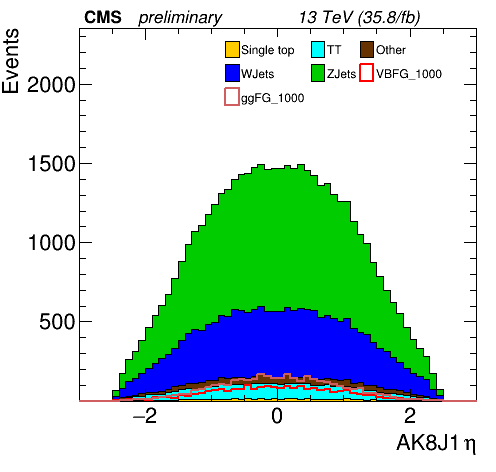 CMS preliminary 13 TeV (35.8/fb)
Events
Single top TT Other
WJets ZJets VBFG_1000
ggFG_1000
2000
1500
1000
500
−2 0 2
AK8J1 η